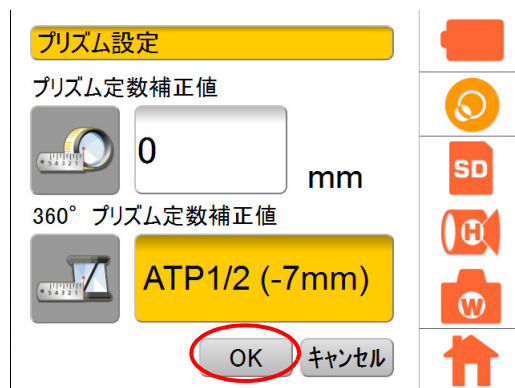 プリズム設定
プリズム定数補正値
0
mm
360° プリズム定数補正値
ATP1/2 (-7mm)
OK
キャンセル
SD
H
W